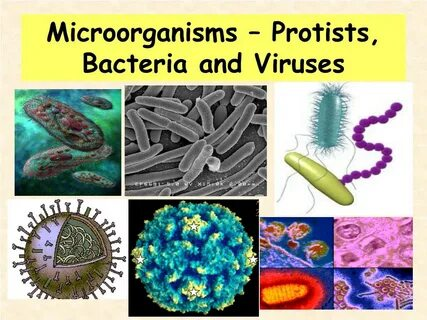 Microorganisms – Protists,
Bacteria and Viruses